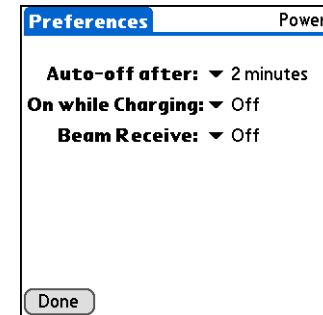 Preferences Power
Auto-off after: 2 minutes
On while Charging: Off
Beam Receive: Off
Done